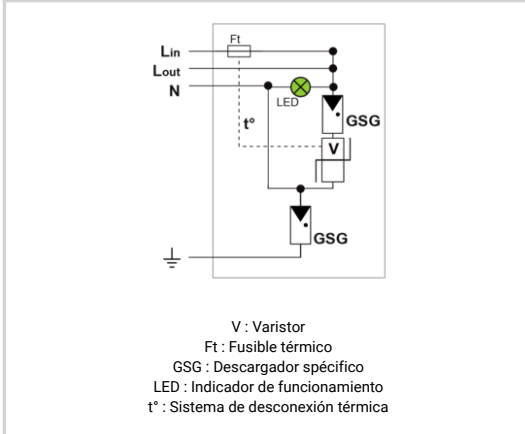 Ft
Lin
Lout
N
LED
GSG
t°
V
GSG
V : Varistor
Ft : Fusible térmico
GSG : Descargador spécifico
LED : Indicador de funcionamiento
t° : Sistema de desconexión térmica